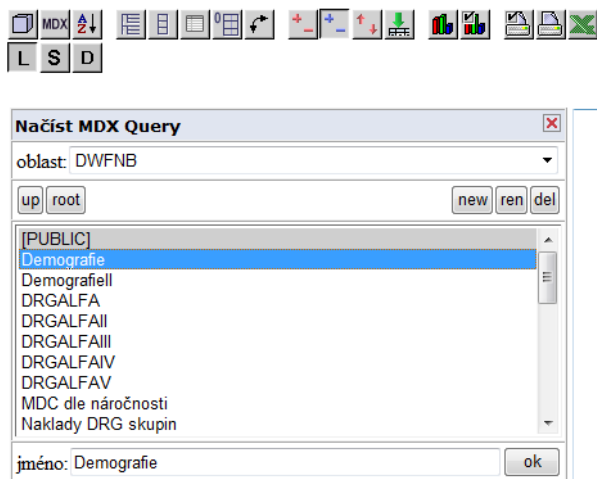 MDX A Z 0
L S D
Načíst MDX Query
oblast: DWFNB
up root new ren del
[PUBLIC]
Demografie
DemografieII
DRGALFA
DRGALFAII
DRGALFAIII
DRGALFAIV
DRGALFAV
MDC dle náročnosti
Naklady DRG skupin
jméno: Demografie ok